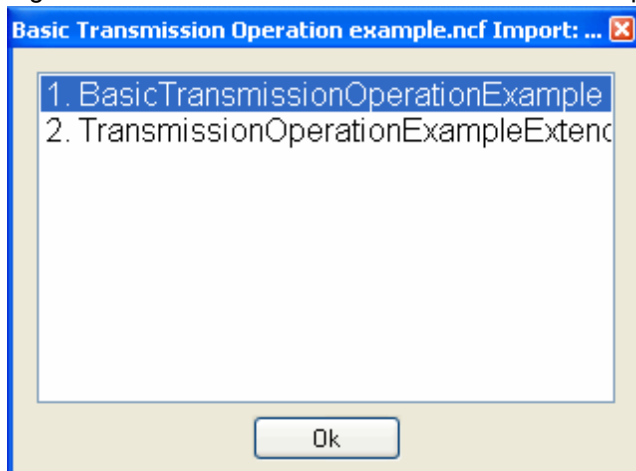 Basic Transmission Operation example.ncf Import: ...
1. BasicTransmissionOperationExample
2. TransmissionOperationExampleExtend
Ok